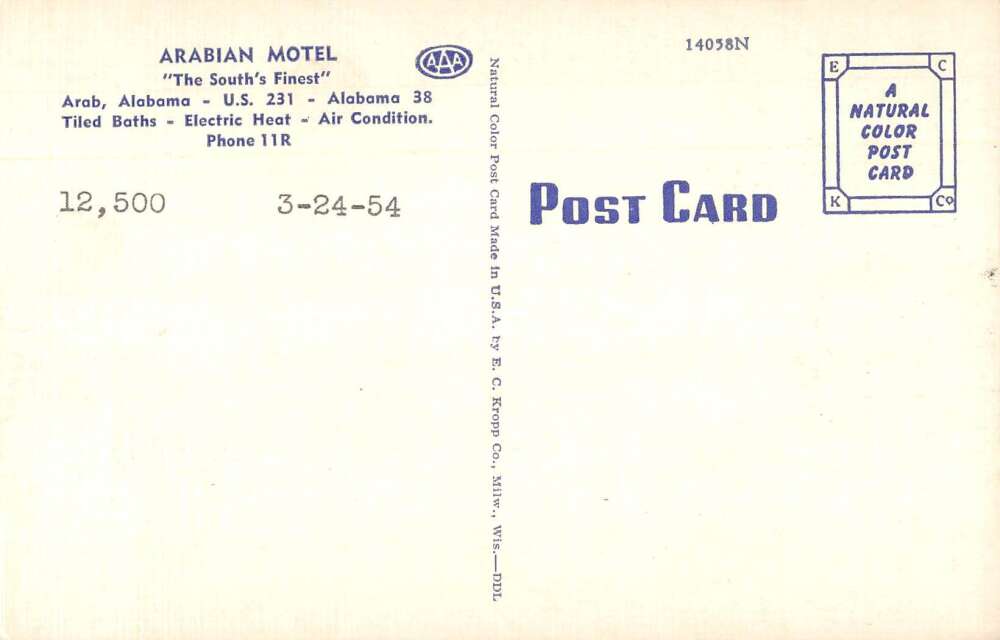 ARABIAN MOTEL
"The South's Finest"
Arab, Alabama - U.S. 231 - Alabama 38
Tiled Baths - Electric Heat - Air Condition.
Phone 11R
AAA
12,500 3-24-54
Natural Color Post Card Made in U.S.A. by E. C. Kropp Co., Milw., Wis.—DDL
14058N
POST CARD
E C
A
NATURAL
COLOR
POST
CARD
K Co